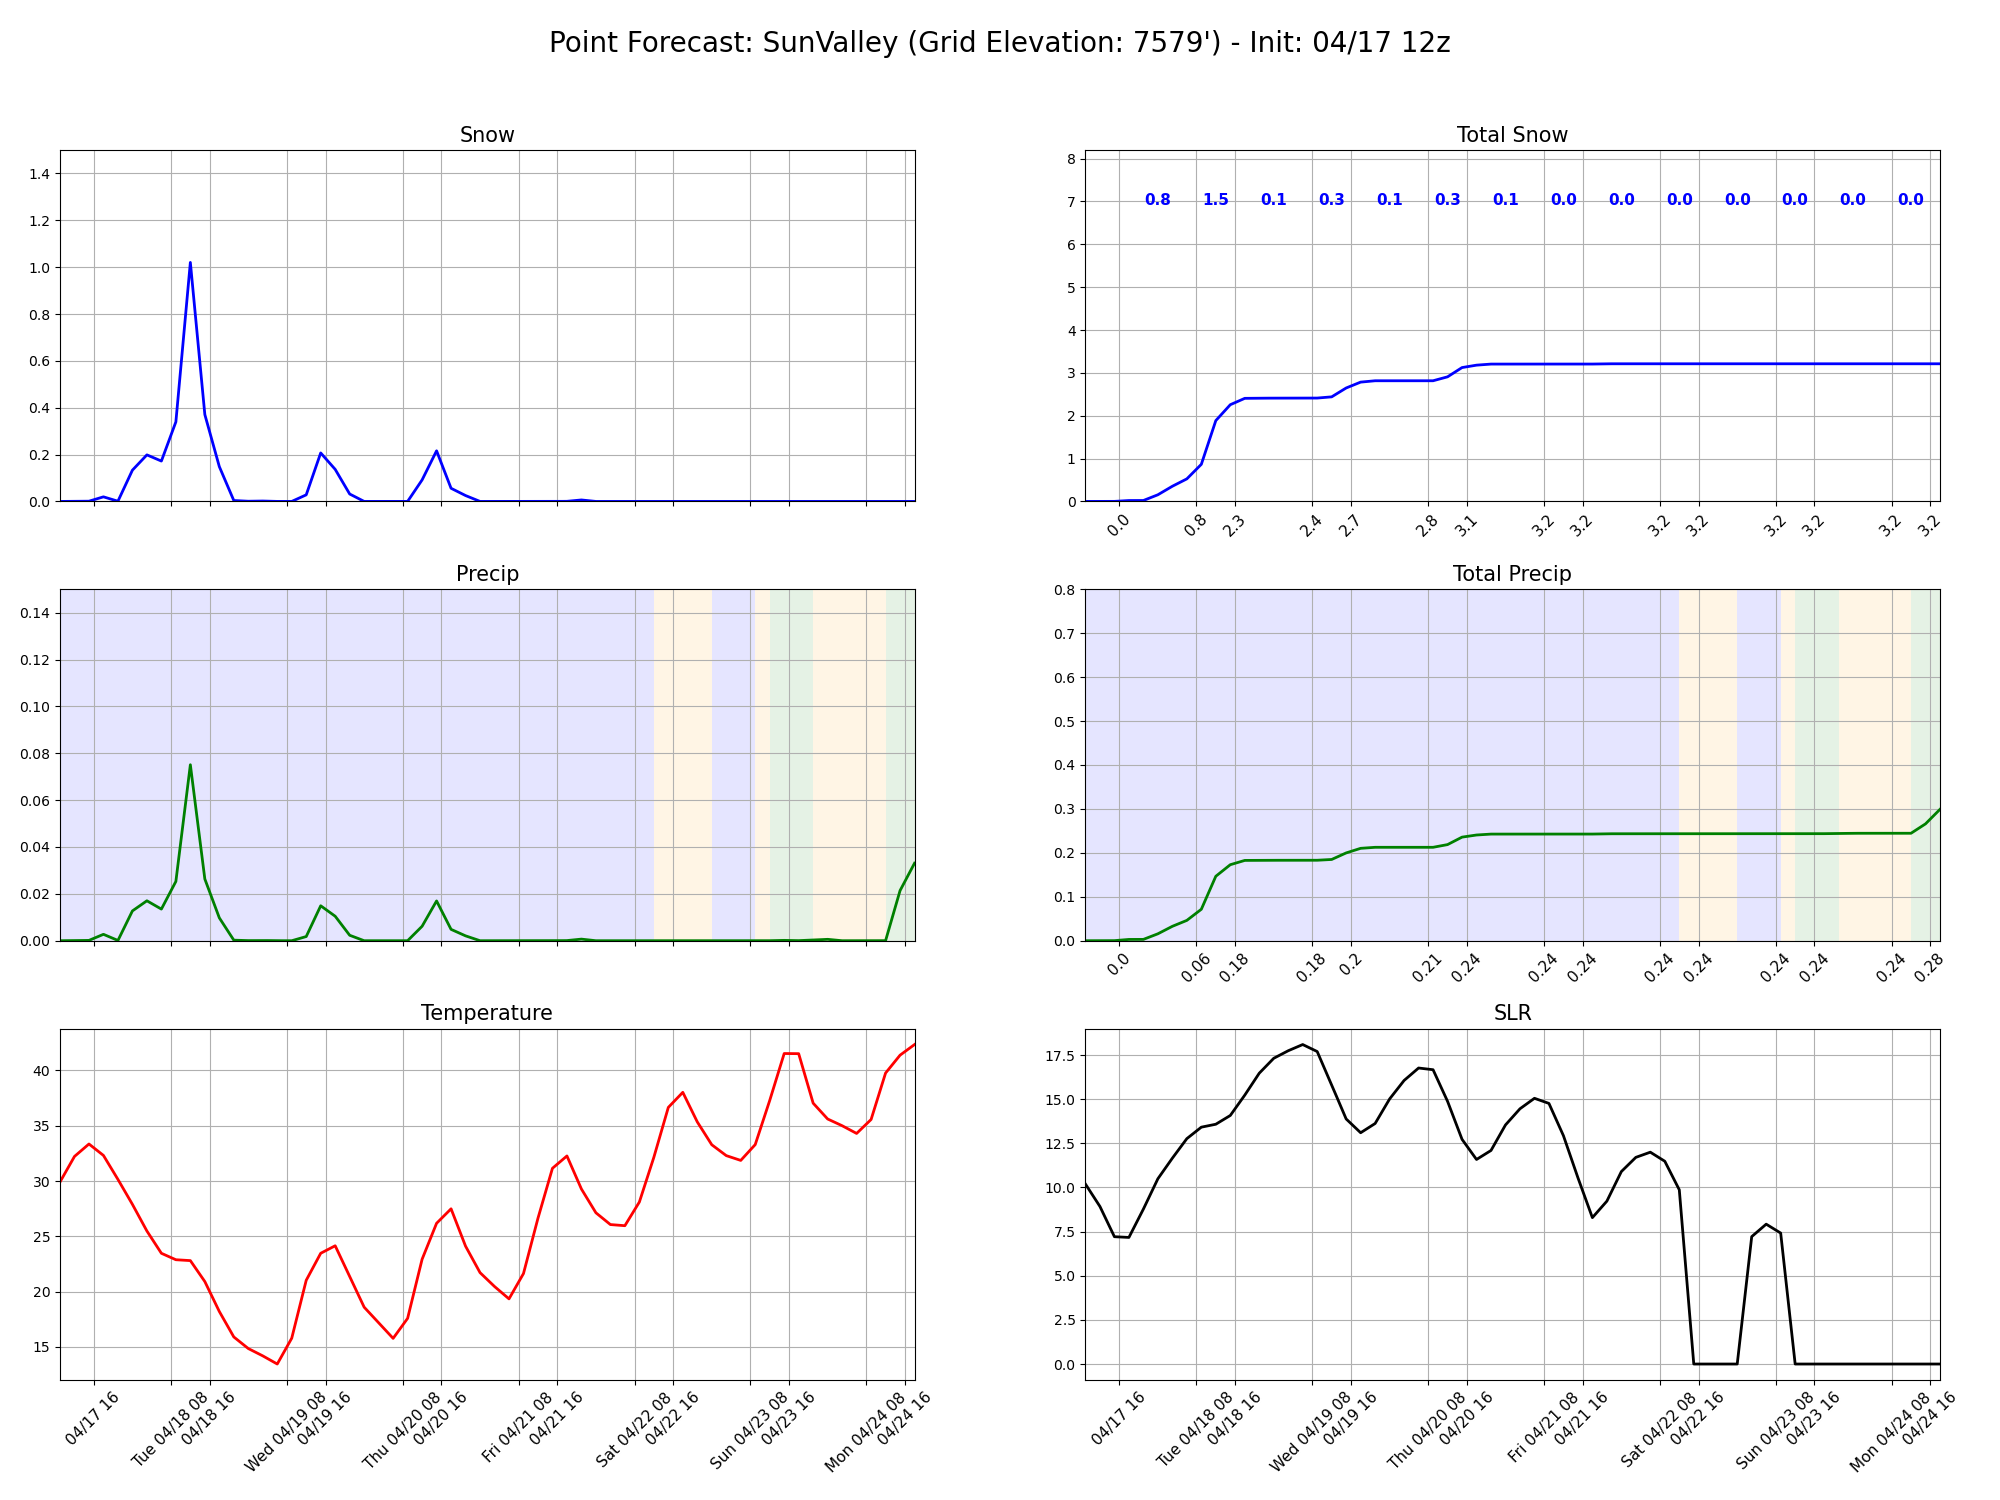 Point Forecast: SunValley (Grid Elevation: 7579') - Init: 04/17 12z
Snow
1.4
1.2
1.0
0.8
0.6
0.4
0.2
0.0
Total Snow
8
7
6
5
4
3
2
1
0
0.8 1.5 0.1 0.3 0.1 0.3 0.1 0.0 0.0 0.0 0.0 0.0 0.0 0.0
0.0 0.8 2.3 2.4 2.7 2.8 3.1 3.2 3.2 3.2 3.2 3.2 3.2 3.2 3.2
Precip
0.14
0.12
0.10
0.08
0.06
0.04
0.02
0.00
Total Precip
0.8
0.7
0.6
0.5
0.4
0.3
0.2
0.1
0.0
0.0 0.06 0.18 0.18 0.2 0.21 0.24 0.24 0.24 0.24 0.24 0.24 0.24 0.24 0.28
Temperature
40
35
30
25
20
15
04/17 16
Tue 04/18 08
04/18 16
Wed 04/19 08
04/19 16
Thu 04/20 08
04/20 16
Fri 04/21 08
04/21 16
Sat 04/22 08
04/22 16
Sun 04/23 08
04/23 16
Mon 04/24 08
04/24 16
SLR
17.5
15.0
12.5
10.0
7.5
5.0
2.5
0.0
04/17 16
Tue 04/18 08
04/18 16
Wed 04/19 08
04/19 16
Thu 04/20 08
04/20 16
Fri 04/21 08
04/21 16
Sat 04/22 08
04/22 16
Sun 04/23 08
04/23 16
Mon 04/24 08
04/24 16